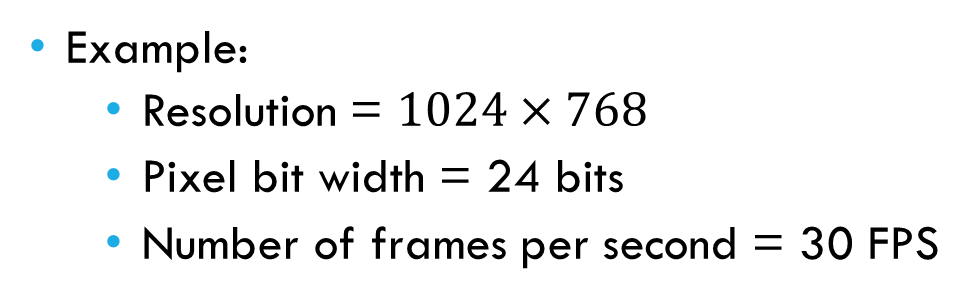 • Example:
• Resolution = 1024 × 768
• Pixel bit width = 24 bits
• Number of frames per second = 30 FPS